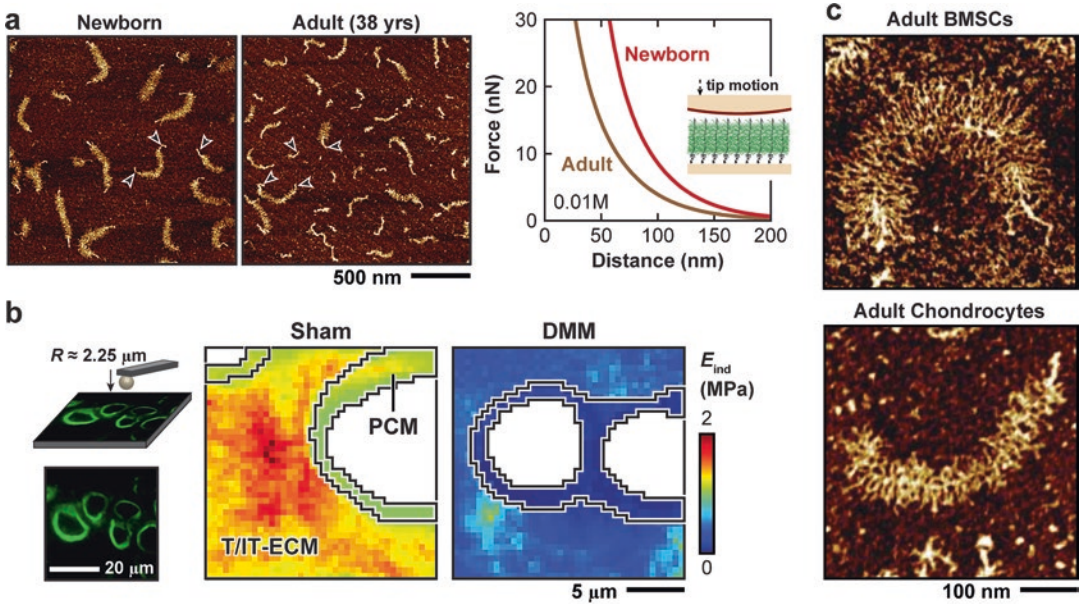 a
Newborn
Adult (38 yrs)
500 nm
Force (nN)
30
20
10
0
0
50
100
150
200
Distance (nm)
Newborn
Adult
0.01M
tip motion
b
R ≈ 2.25 μm
20 μm
Sham
PCM
T/IT-ECM
DMM
5 μm
Eind
(MPa)
2
0
c
Adult BMSCs
Adult Chondrocytes
100 nm